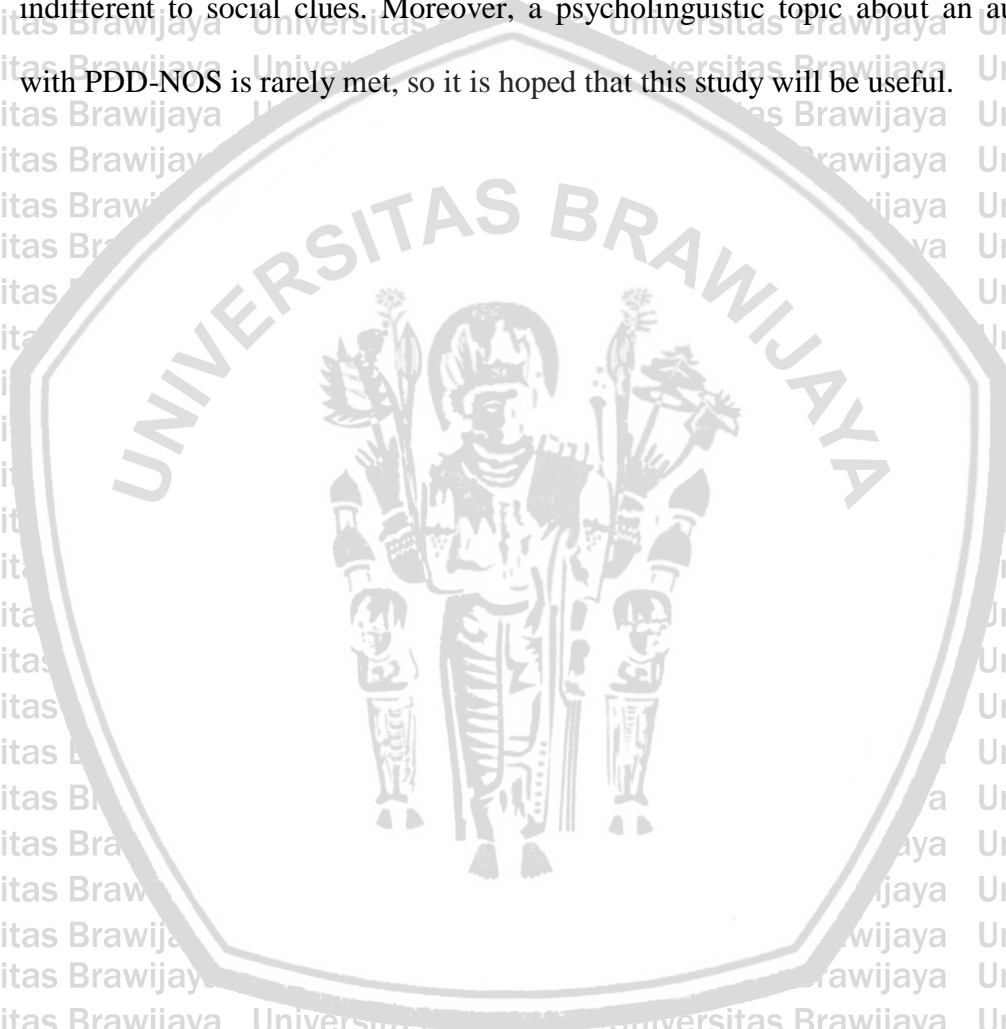 indifferent to social clues. Moreover, a psycholinguistic topic about an
with PDD-NOS is rarely met, so it is hoped that this study will be useful.
UNIVERSITAS BRAWIJAYA